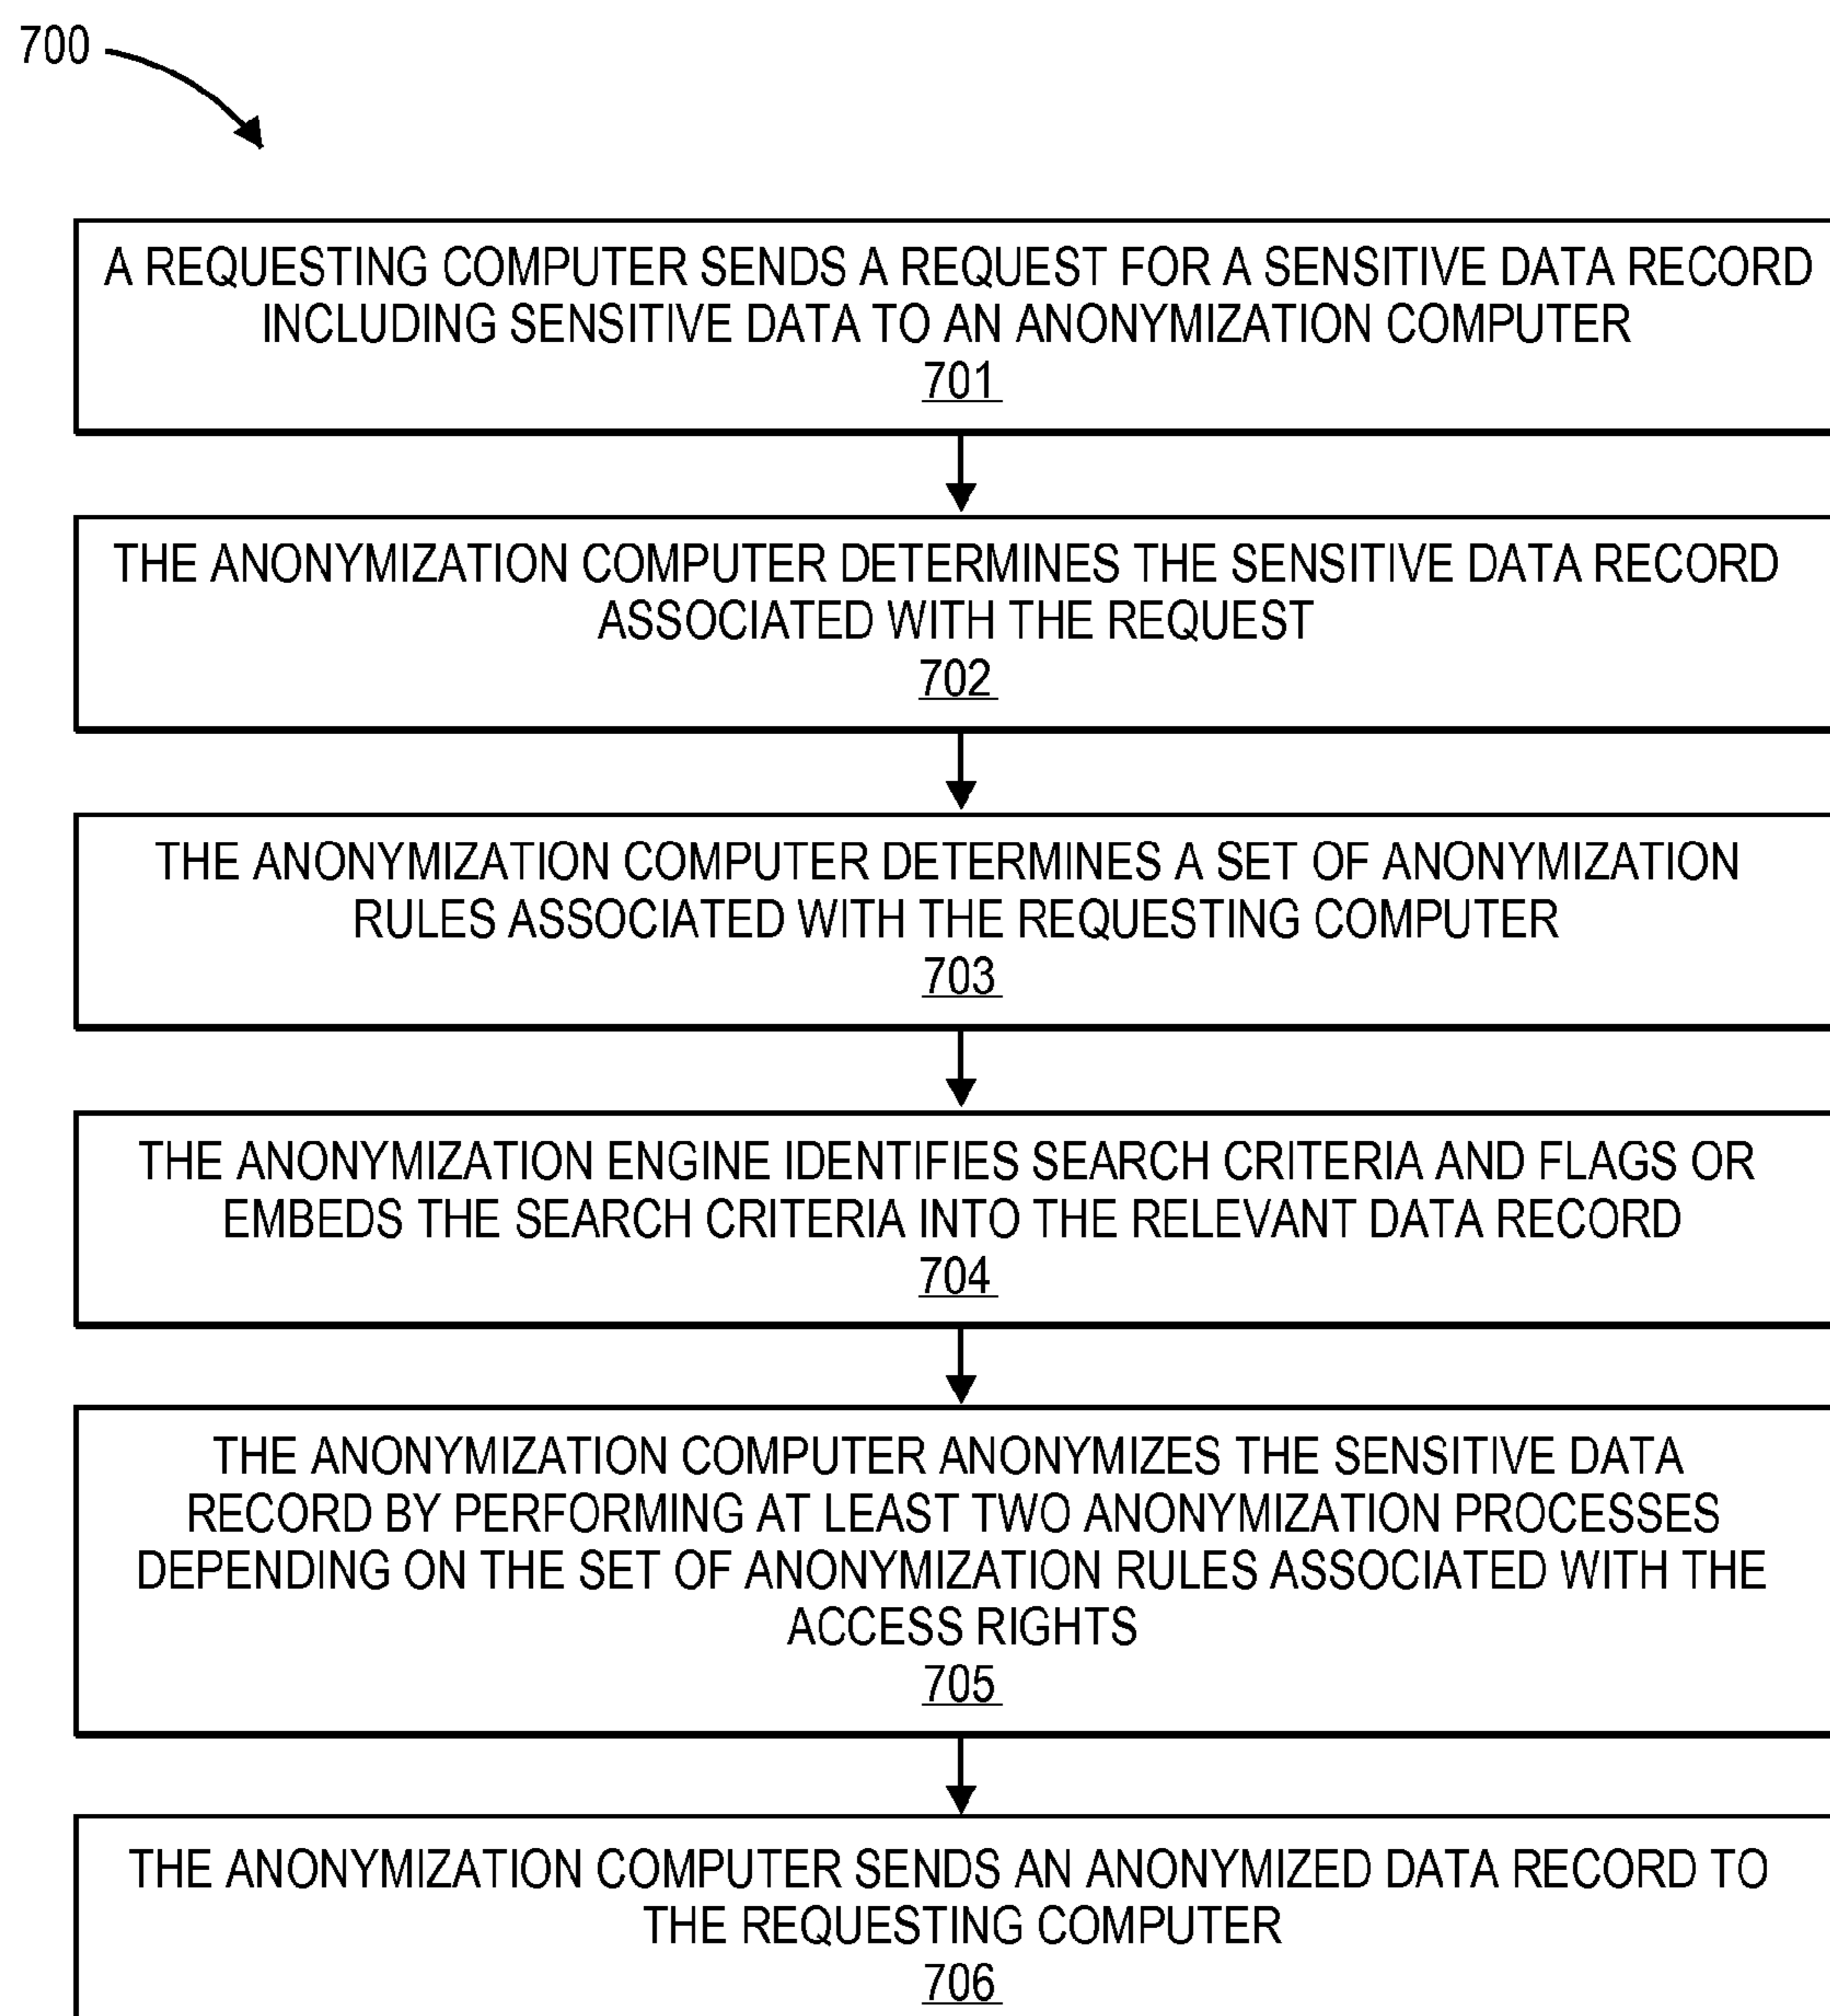 700
A REQUESTING COMPUTER SENDS A REQUEST FOR A SENSITIVE DATA RECORD
INCLUDING SENSITIVE DATA TO AN ANONYMIZATION COMPUTER
701
THE ANONYMIZATION COMPUTER DETERMINES THE SENSITIVE DATA RECORD
ASSOCIATED WITH THE REQUEST
702
THE ANONYMIZATION COMPUTER DETERMINES A SET OF ANONYMIZATION
RULES ASSOCIATED WITH THE REQUESTING COMPUTER
703
THE ANONYMIZATION ENGINE IDENTIFIES SEARCH CRITERIA AND FLAGS OR
EMBEDS THE SEARCH CRITERIA INTO THE RELEVANT DATA RECORD
704
THE ANONYMIZATION COMPUTER ANONYMIZES THE SENSITIVE DATA
RECORD BY PERFORMING AT LEAST TWO ANONYMIZATION PROCESSES
DEPENDING ON THE SET OF ANONYMIZATION RULES ASSOCIATED WITH THE
ACCESS RIGHTS
705
THE ANONYMIZATION COMPUTER SENDS AN ANONYMIZED DATA RECORD TO
THE REQUESTING COMPUTER
706